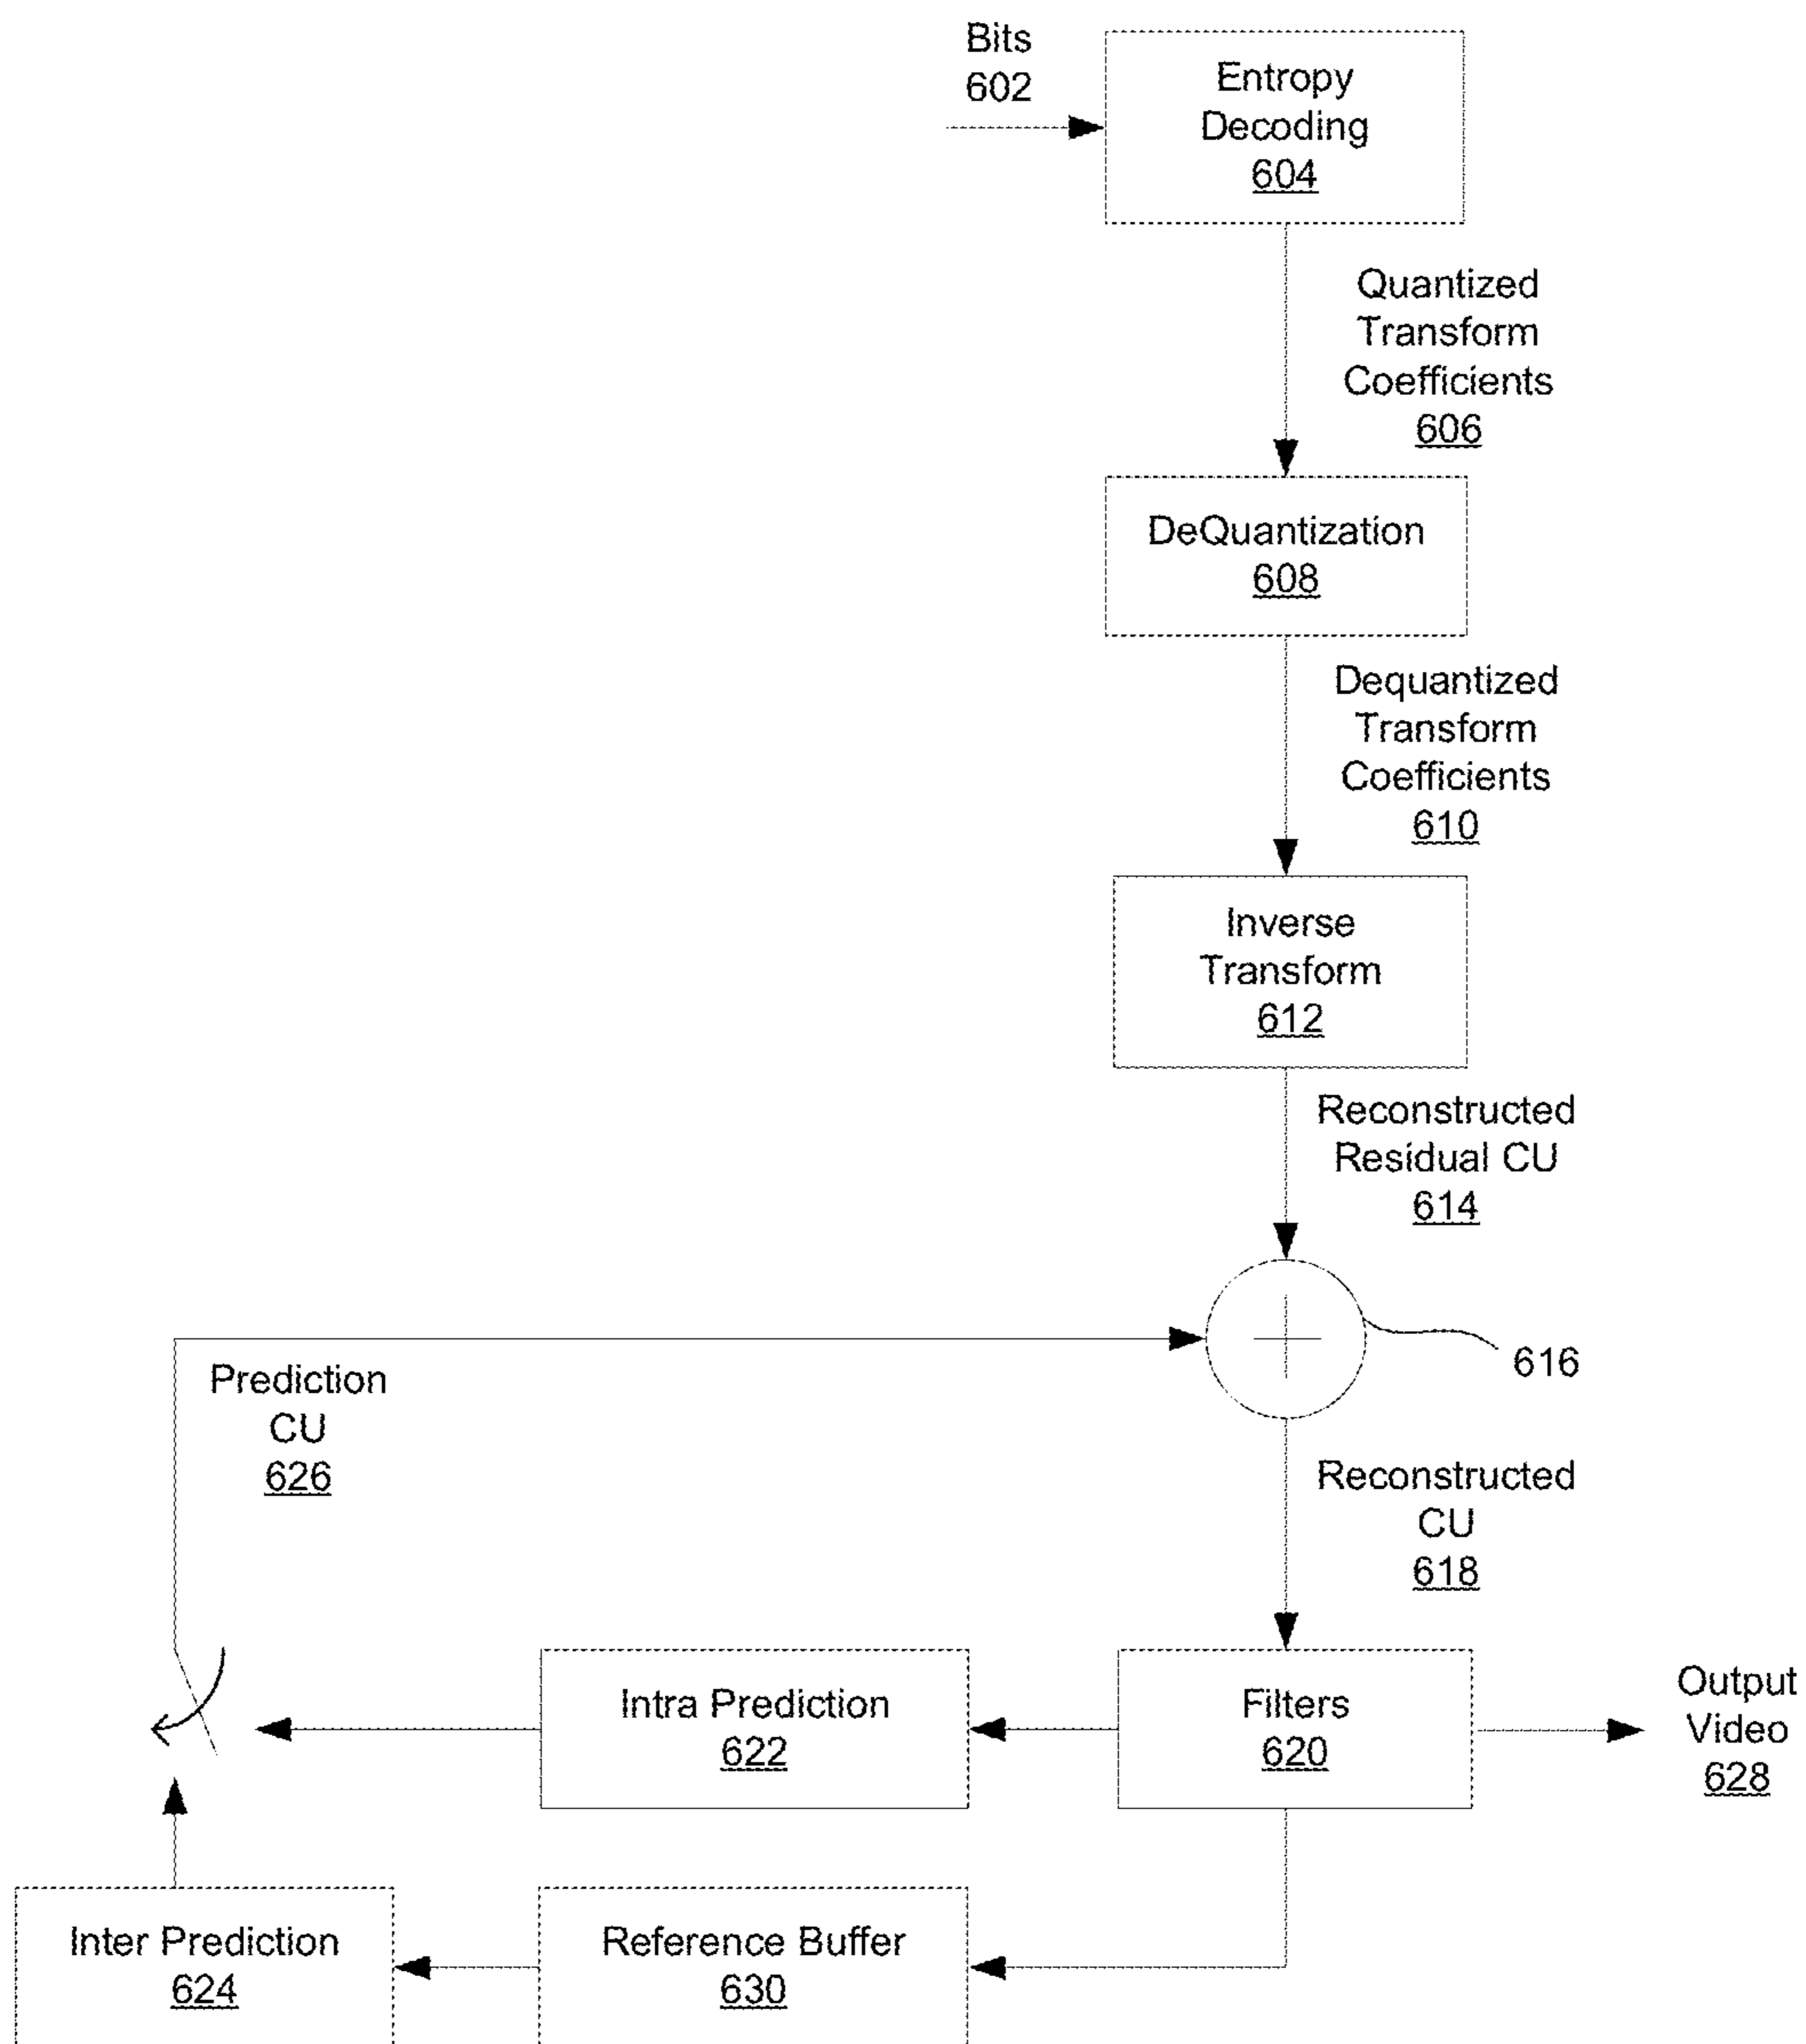 Bits
602
Entropy
Decoding
604
Quantized
Transform
Coefficients
606
DeQuantization
608
Dequantized
Transform
Coefficients
610
Inverse
Transform
612
Reconstructed
Residual CU
614
616
Prediction
CU
626
Reconstructed
CU
618
Intra Prediction
622
Filters
620
Output
Video
628
Inter Prediction
624
Reference Buffer
630